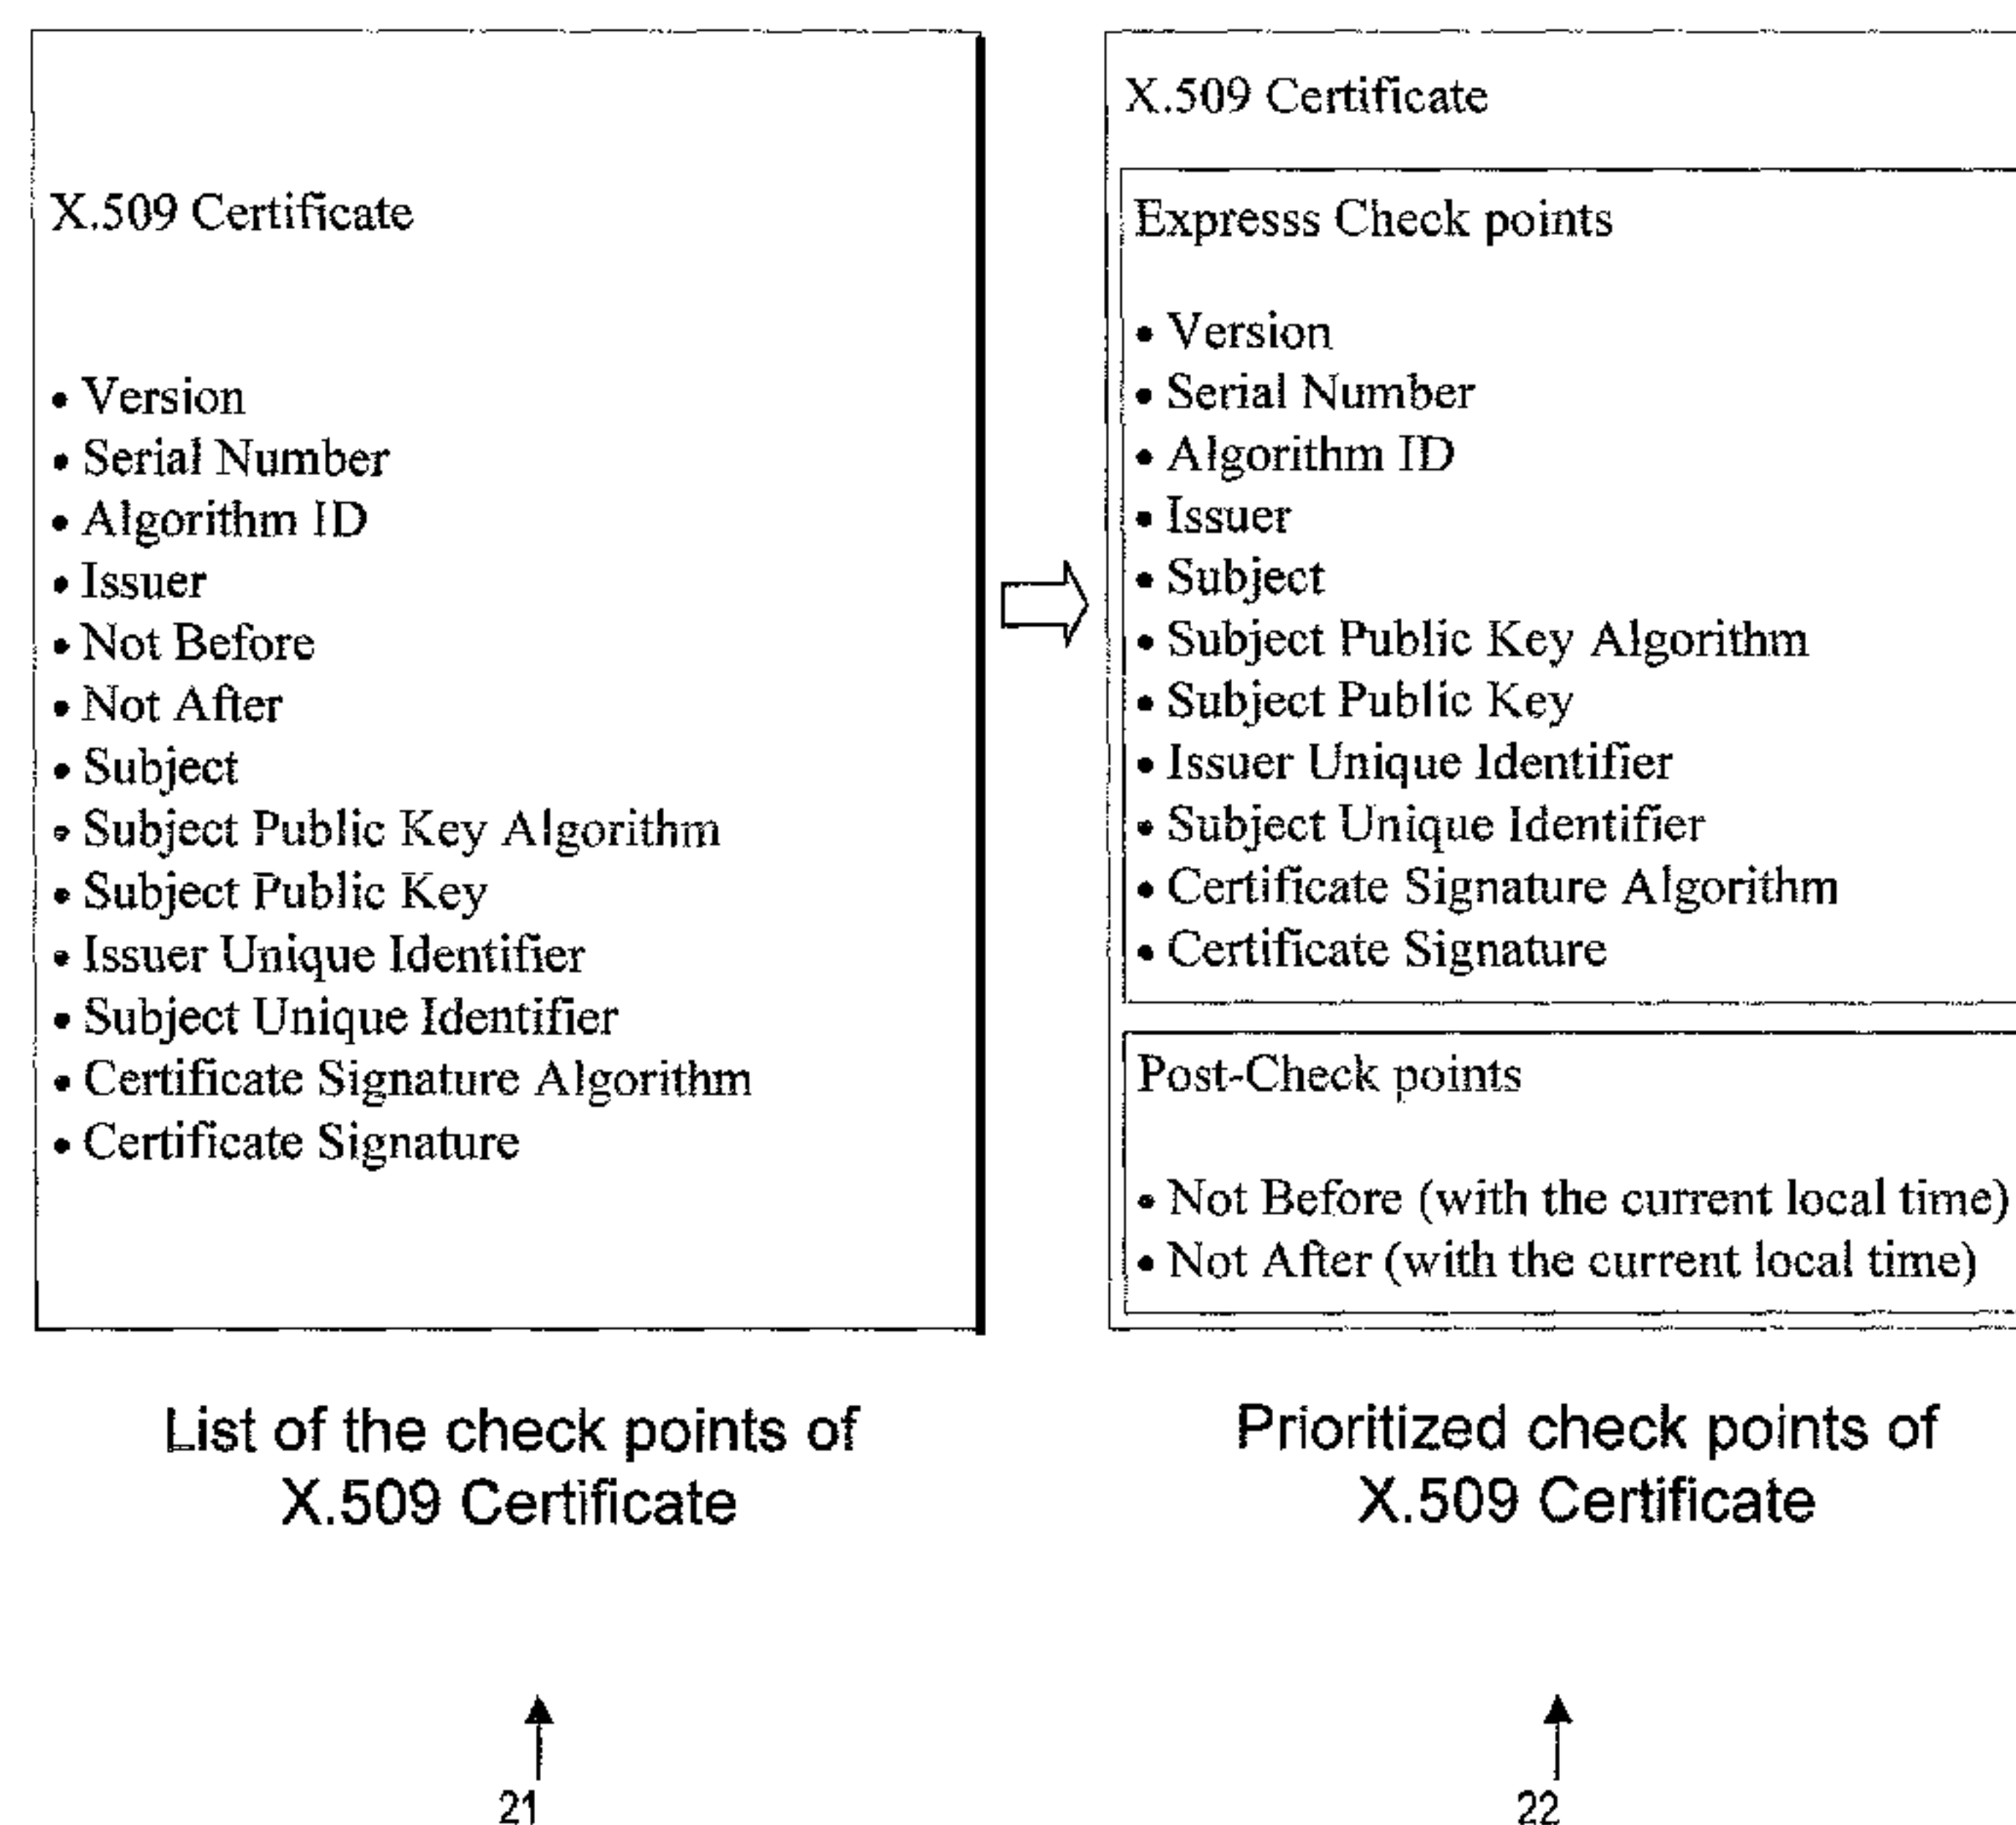 X.509 Certificate
• Version
• Serial Number
• Algorithm ID
• Issuer
• Not Before
• Not After
• Subject
• Subject Public Key Algorithm
• Subject Public Key
• Issuer Unique Identifier
• Subject Unique Identifier
• Certificate Signature Algorithm
• Certificate Signature
List of the check points of
X.509 Certificate
21
X.509 Certificate
Expresss Check points
• Version
• Serial Number
• Algorithm ID
• Issuer
• Subject
• Subject Public Key Algorithm
• Subject Public Key
• Issuer Unique Identifier
• Subject Unique Identifier
• Certificate Signature Algorithm
• Certificate Signature
Post-Check points
• Not Before (with the current local time)
• Not After (with the current local time)
Prioritized check points of
X.509 Certificate
22